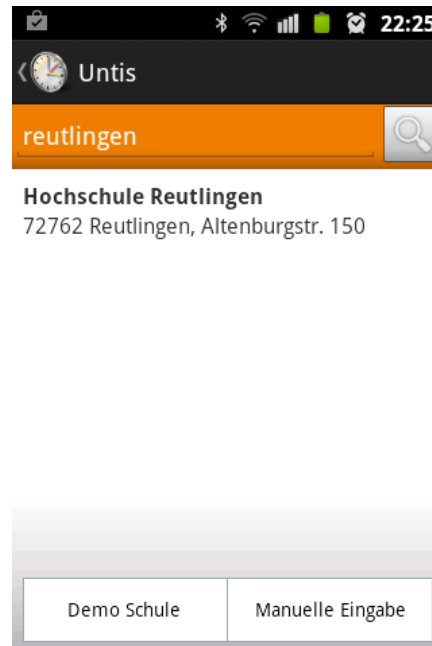 22:25
Untis
reutlingen
Hochschule Reutlingen
72762 Reutlingen, Altenburgstr. 150
Demo Schule
Manuelle Eingabe